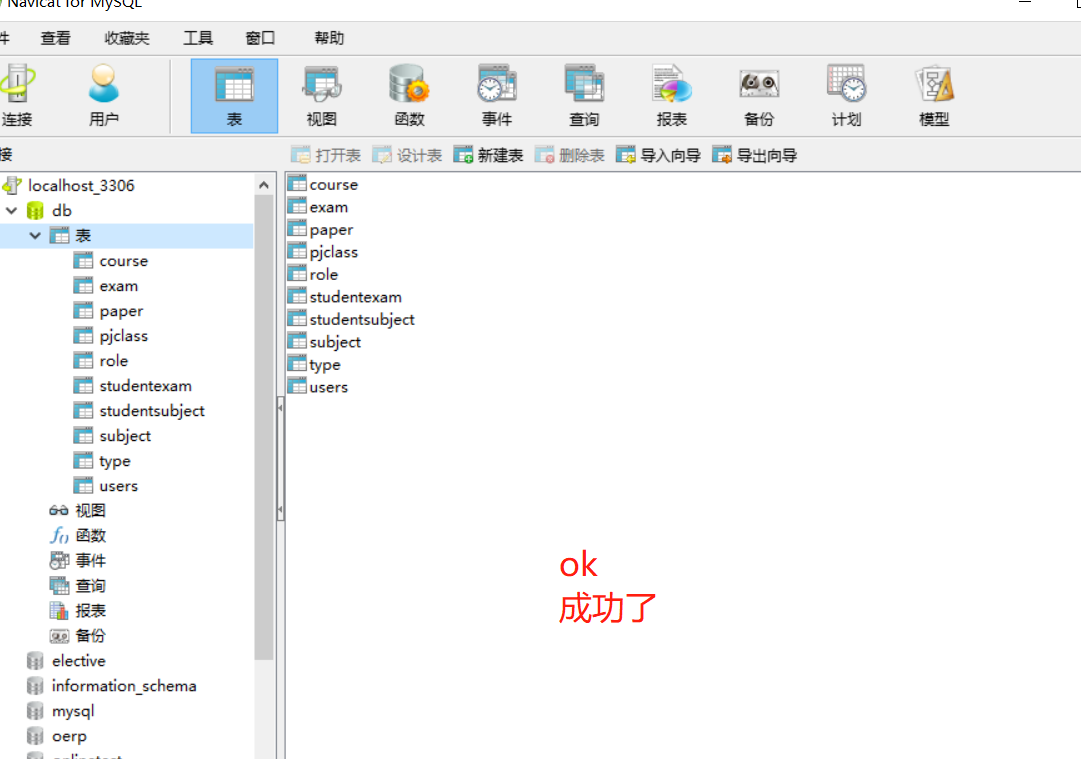 Navicat for MySQL
件 查看 收藏夹 工具 窗口 帮助
连接 用户 表 视图 函数 事件 查询 报表 备份 计划 模型
接 打开表 设计表 新建表 删除表 导入向导 导出向导
localhost_3306
db
表
course
exam
paper
pjclass
role
studentexam
studentsubject
subject
type
users
视图
函数
事件
查询
报表
备份
elective
information_schema
mysql
oerp
course
exam
paper
pjclass
role
studentexam
studentsubject
subject
type
users
ok
成功了